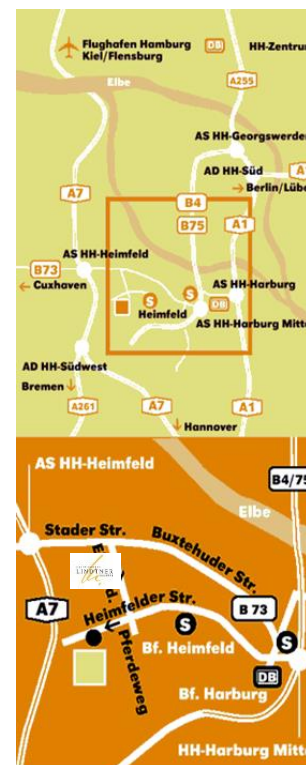 Flughafen Hamburg
Kiel/Flensburg
DB
HH-Zentrum
A255
Elbe
AS HH-Georgswerder
AD HH-Süd
A1
Berlin/Lübe
A7
B4
B75
A1
AS HH-Heimfeld
B73
Cuxhaven
AS HH-Harburg
S
S
DB
Heimfeld
AS HH-Harburg Mitte
AD HH-Südwest
Bremen
A261
A7
Hannover
A1
AS HH-Heimfeld
B4/75
Elbe
Stader Str.
Buxtehuder Str.
LINDTNER
A7
Heimfelder Str.
B 73
Pferdeweg
S
S
Bf. Heimfeld
DB
Bf. Harburg
HH-Harburg Mitte